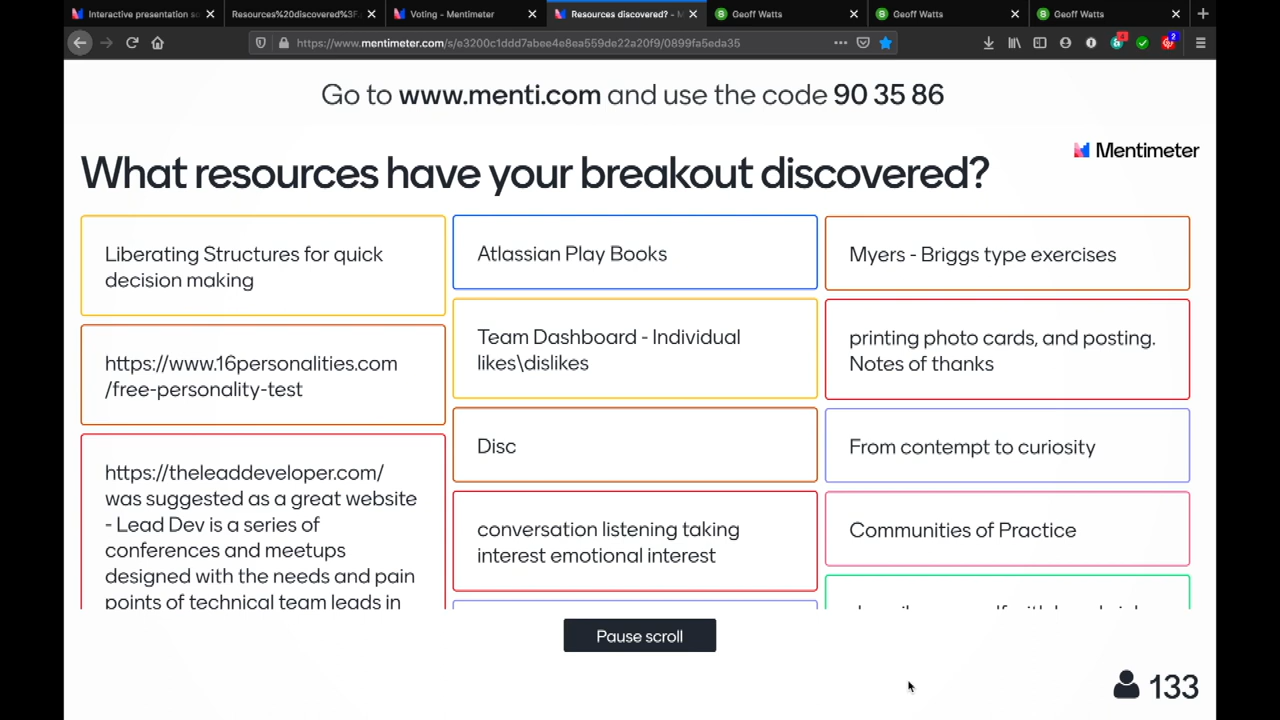 Interactive presentation so
Resources%20discovered%3F.
Voting - Mentimeter
Resources discovered? - M
Geoff Watts
Geoff Watts
Geoff Watts
https://www.mentimeter.com/s/e3200c1ddd7abee4e8ea559de22a20f9/0899fa5eda35
4
2
Go to www.menti.com and use the code 90 35 86
Mentimeter
What resources have your breakout discovered?
Liberating Structures for quick
decision making
https://www.16personalities.com
/free-personality-test
https://theleaddeveloper.com/
was suggested as a great website
- Lead Dev is a series of
conferences and meetups
designed with the needs and pain
points of technical team leads in
Atlassian Play Books
Team Dashboard - Individual
likes\dislikes
Disc
conversation listening taking
interest emotional interest
Myers - Briggs type exercises
printing photo cards, and posting.
Notes of thanks
From contempt to curiosity
Communities of Practice
Pause scroll
133